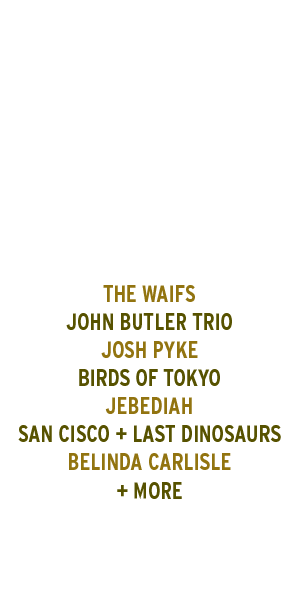 THE WAIFS
JOHN BUTLER TRIO
JOSH PYKE
BIRDS OF TOKYO
JEBEDIAH
SAN CISCO + LAST DINOSAURS
BELINDA CARLISLE
+ MORE